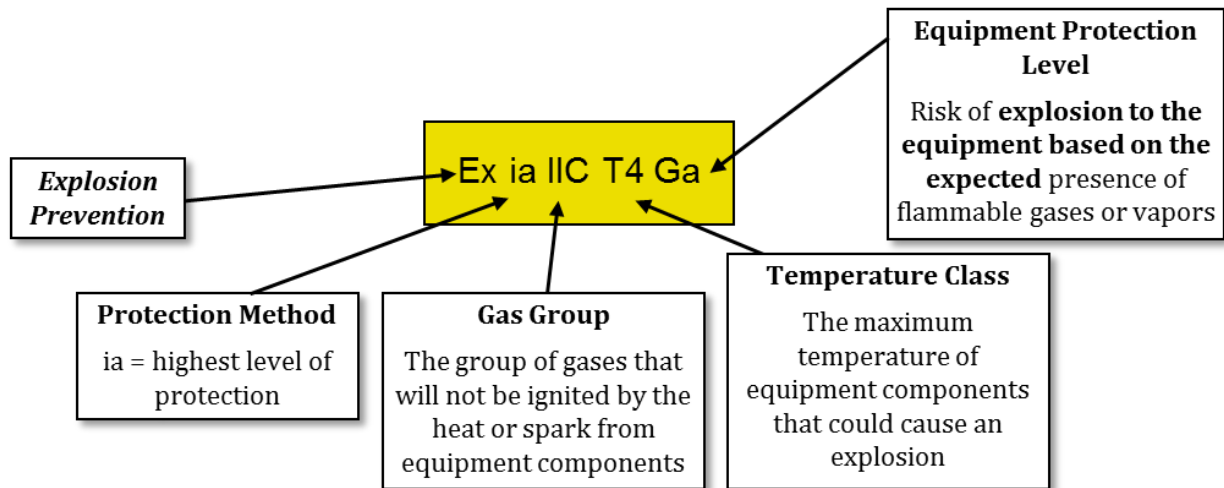 Equipment Protection
Level
Risk of explosion to the
equipment based on the
expected presence of
flammable gases or vapors
Ex ia IIC T4 Ga
Explosion
Prevention
Protection Method
ia = highest level of
protection
Gas Group
The group of gases that
will not be ignited by the
heat or spark from
equipment components
Temperature Class
The maximum
temperature of
equipment components
that could cause an
explosion